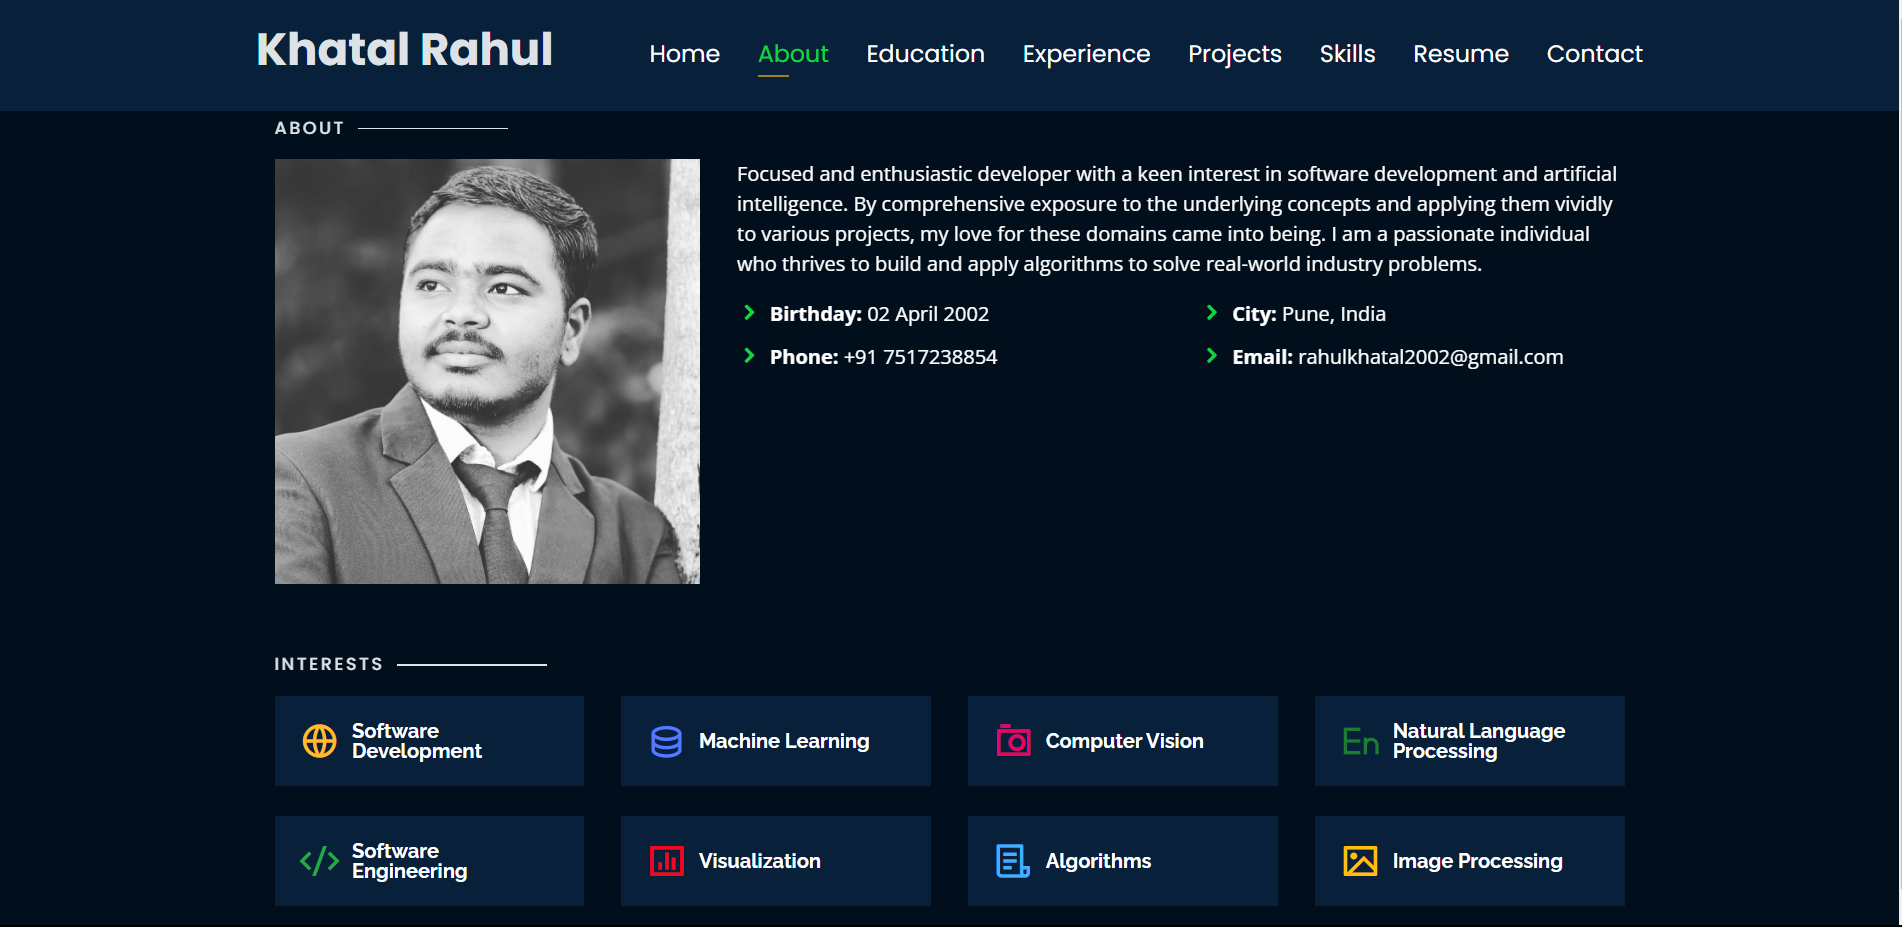 Khatal Rahul
Home About Education Experience Projects Skills Resume Contact
ABOUT
Focused and enthusiastic developer with a keen interest in software development and artificial
intelligence. By comprehensive exposure to the underlying concepts and applying them vividly
to various projects, my love for these domains came into being. I am a passionate individual
who thrives to build and apply algorithms to solve real-world industry problems.
Birthday: 02 April 2002
City: Pune, India
Phone: +91 7517238854
Email: rahulkhatal2002@gmail.com
INTERESTS
Software
Development
Machine Learning
Computer Vision
En
Natural Language
Processing
Software
Engineering
Visualization
Algorithms
Image Processing